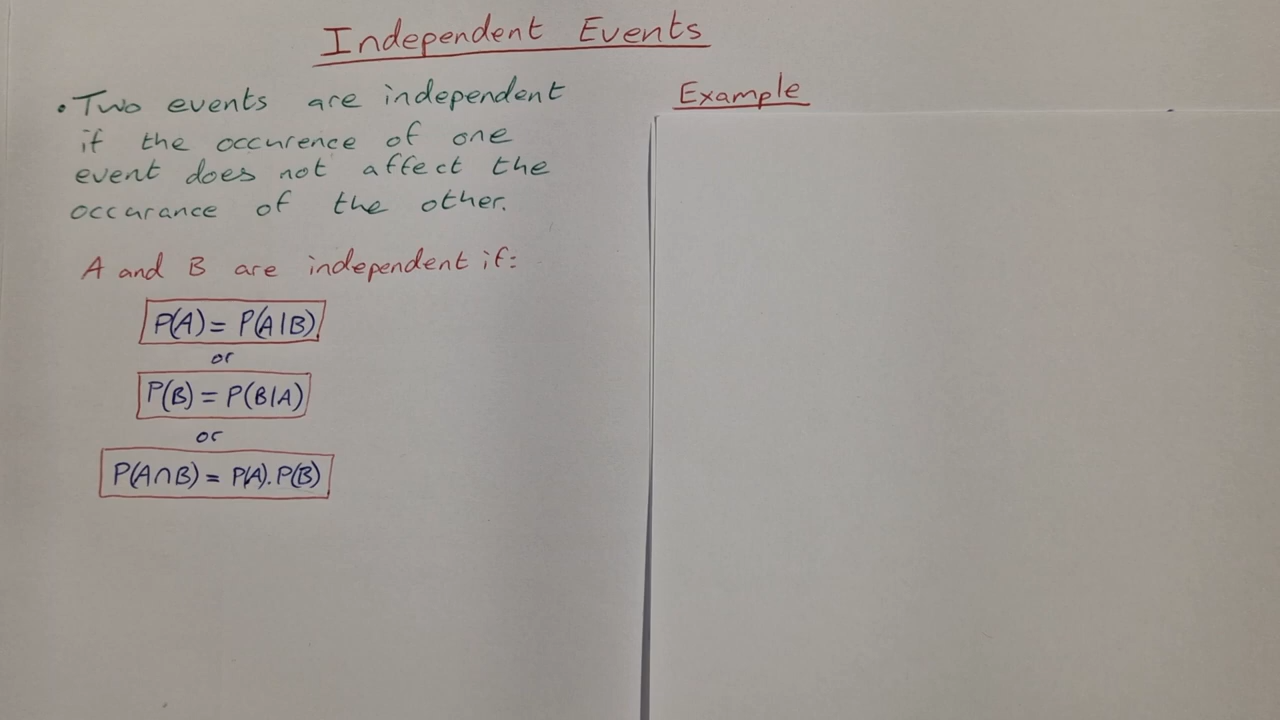 Independent Events
• Two events are independent
if the occurence of one
event does not affect the
occurance of the other.
A and B are independent if:
P(A) = P(A|B)
or
P(B) = P(B|A)
or
P(A∩B) = P(A).P(B)
Example